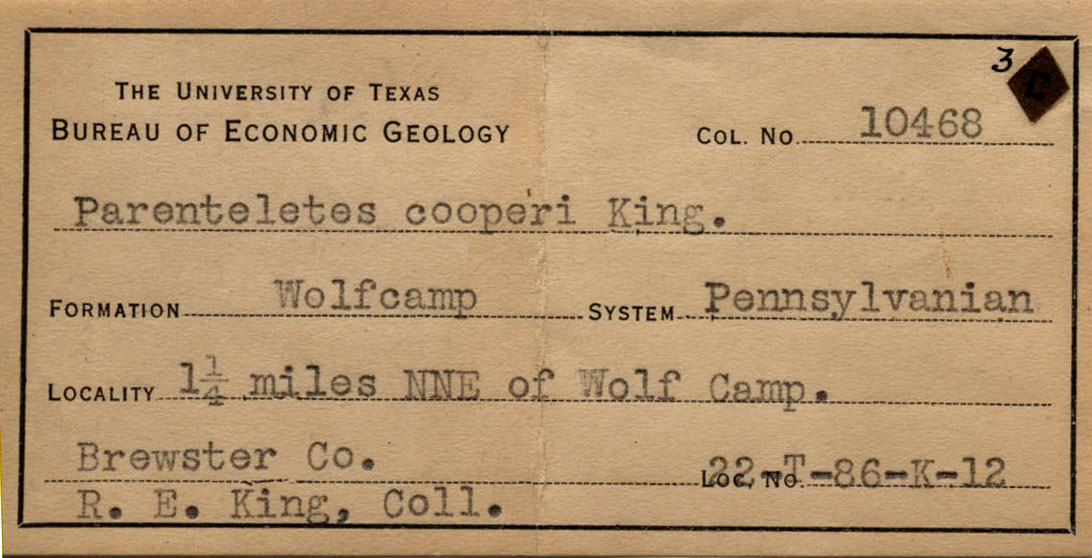 3
C
THE UNIVERSITY OF TEXAS
BUREAU OF ECONOMIC GEOLOGY
COL. NO. 10468
Parenteletes cooperi King.
FORMATION Wolfcamp SYSTEM Pennsylvanian
LOCALITY 1¼ miles NNE of Wolf Camp.
Brewster Co.
LOC. NO. 22-T-86-K-12
R. E. King, Coll.